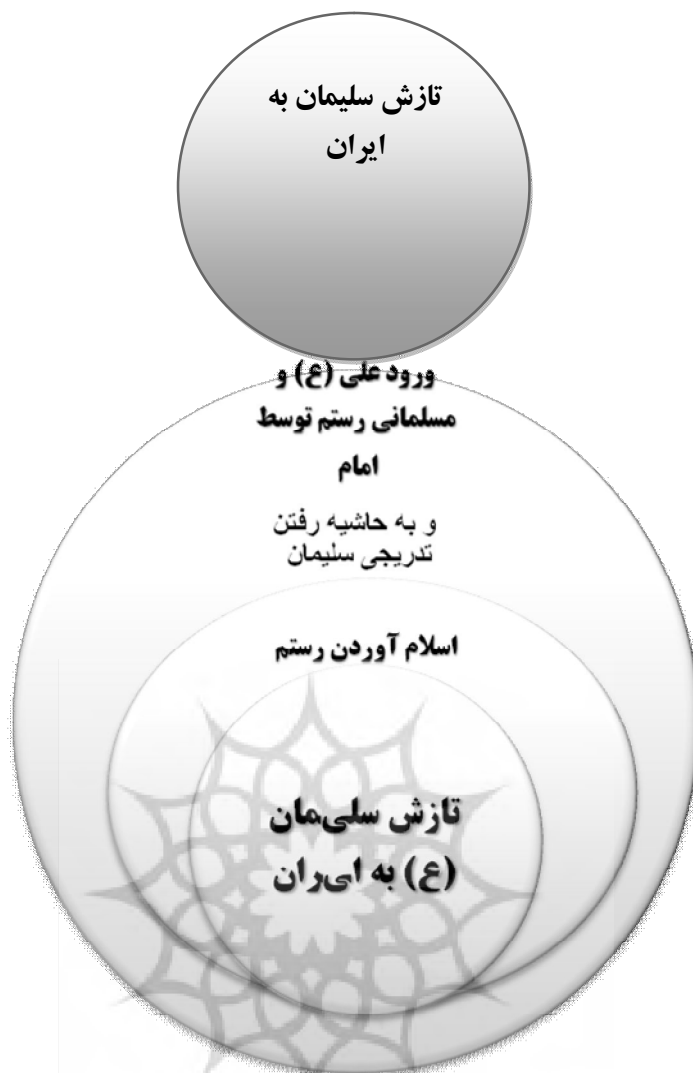 تازش سلیمان به
ایران
ورود علی (ع) و
مسلمانی رستم توسط
امام
و به حاشیه رفتن
تدریجی سلیمان
اسلام آوردن رستم
تازش سلیمان
(ع) به ایران